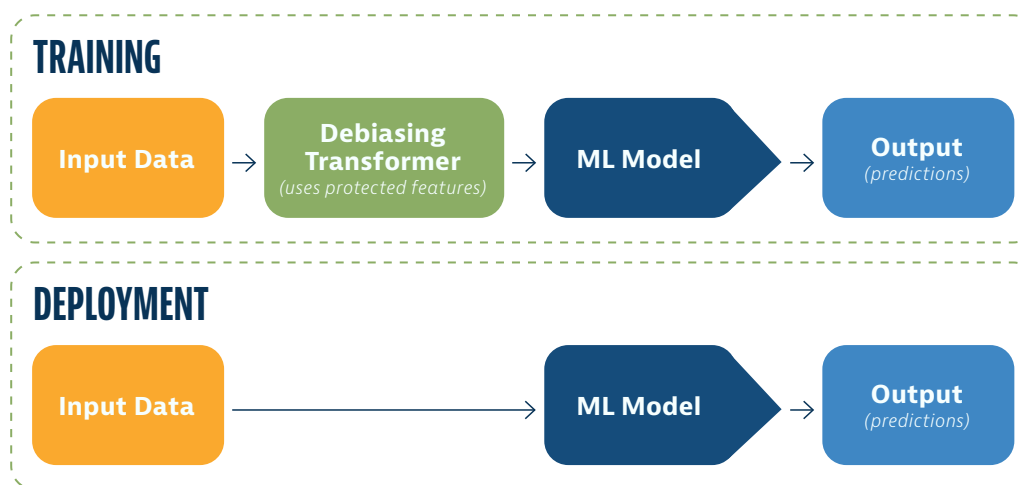 TRAINING
Input Data
Debiasing
Transformer
(uses protected features)
ML Model
Output
(predictions)
DEPLOYMENT
Input Data
ML Model
Output
(predictions)